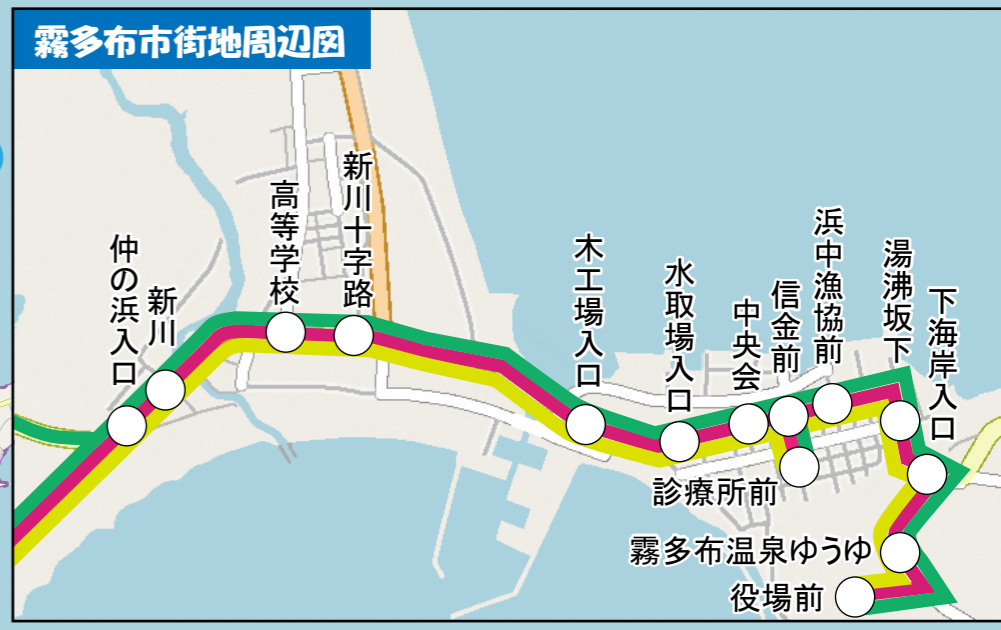 霧多布市街地周辺図
仲の浜入口
新川
高等学校
新川十字路
木工場入口
水取場入口
中央会
信金前
浜中漁協前
湯沸坂下
下海岸入口
診療所前
霧多布温泉ゆうゆ
役場前